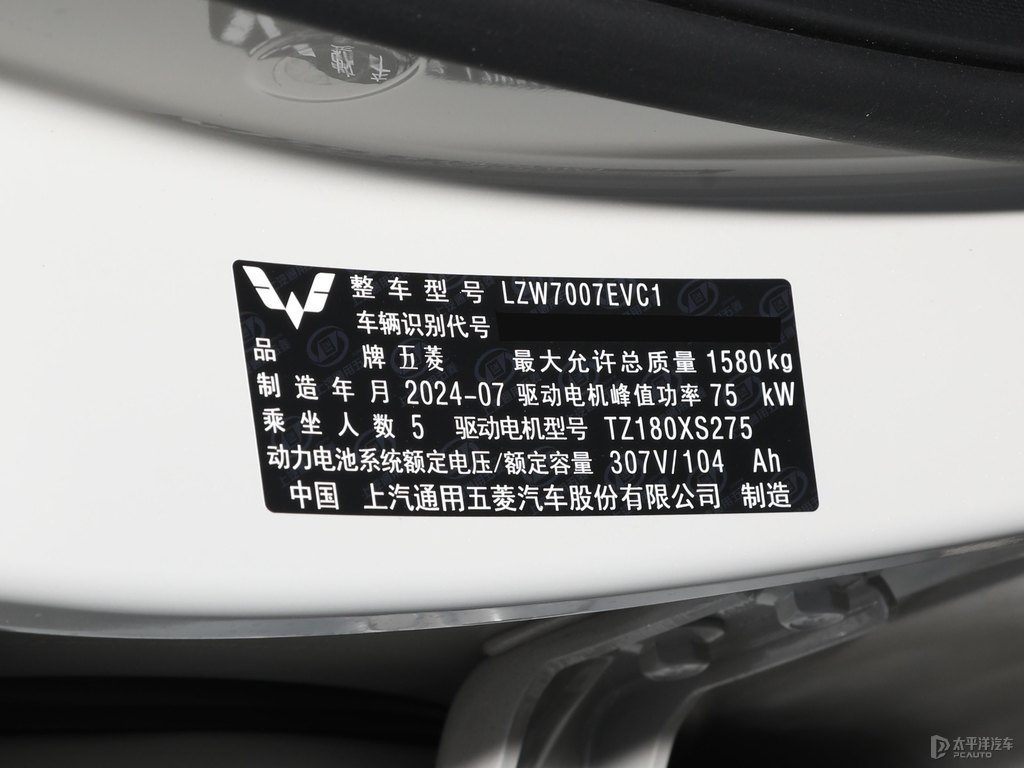 整车型号 LZW7007EVC1
车辆识别代号
品牌 五菱 最大允许总质量 1580kg
制造年月 2024-07 驱动电机峰值功率 75 kW
乘坐人数 5 驱动电机型号 TZ180XS275
动力电池系统额定电压/额定容量 307V/104 Ah
中国 上汽通用五菱汽车股份有限公司 制造
太平洋汽车
PCAUTO